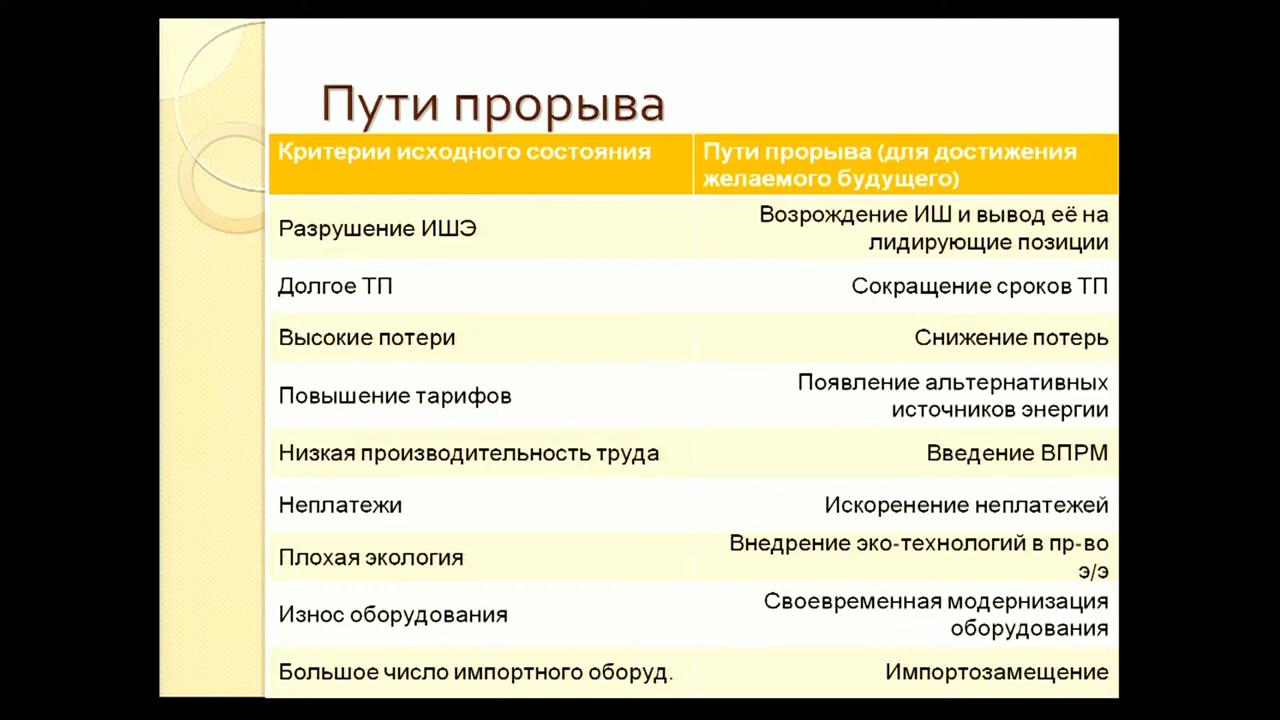 Пути прорыва
Критерии исходного состояния
Пути прорыва (для достижения
желаемого будущего)
Разрушение ИШЭ
Возрождение ИШ и вывод её на
лидирующие позиции
Долгое ТП
Сокращение сроков ТП
Высокие потери
Снижение потерь
Повышение тарифов
Появление альтернативных
источников энергии
Низкая производительность труда
Введение ВПРМ
Неплатежи
Искоренение неплатежей
Плохая экология
Внедрение эко-технологий в пр-во
э/э
Износ оборудования
Своевременная модернизация
оборудования
Большое число импортного оборуд.
Импортозамещение